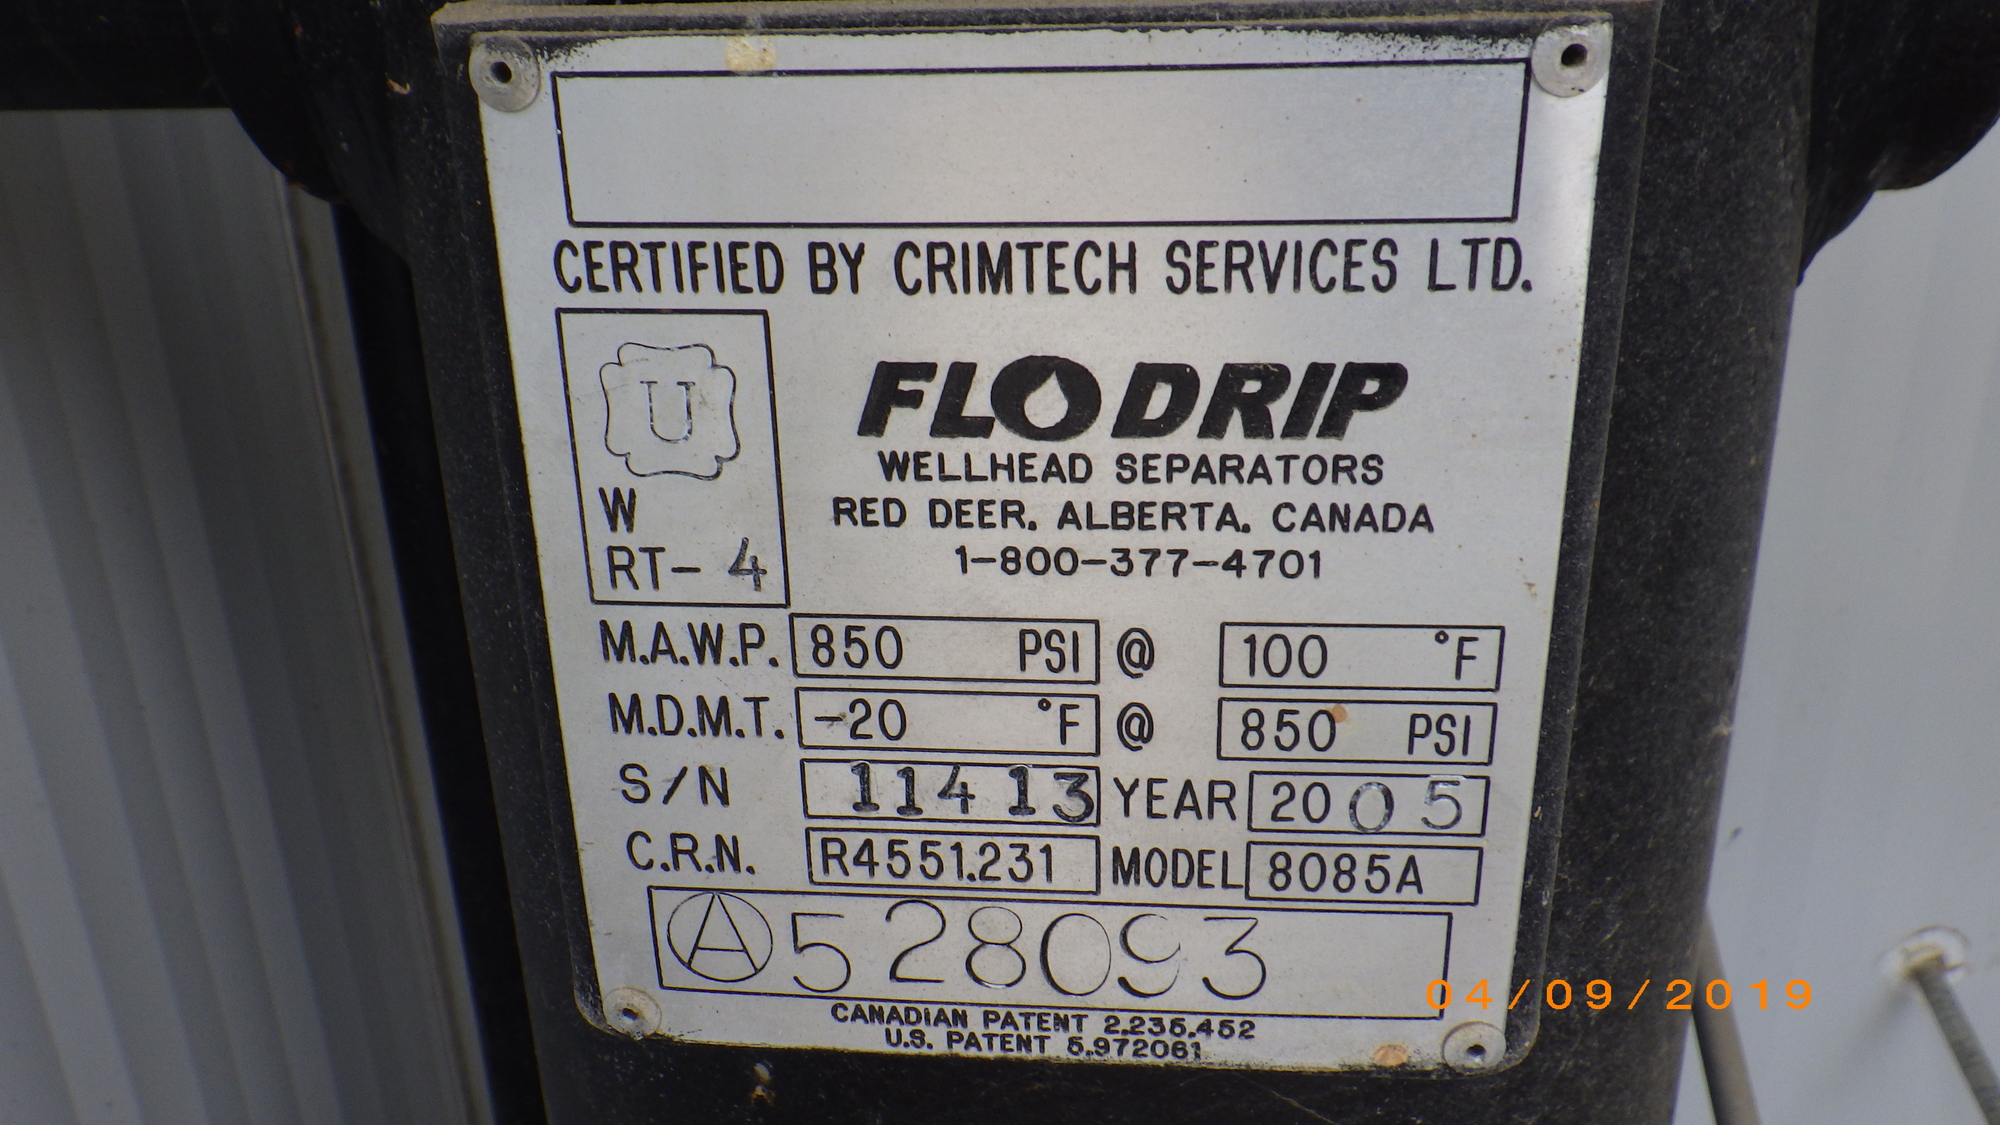 CERTIFIED BY CRIMTECH SERVICES LTD.
U
W
RT- 4
FLODRIP
WELLHEAD SEPARATORS
RED DEER, ALBERTA, CANADA
1-800-377-4701
M.A.W.P. 850 PSI @ 100 °F
M.D.M.T. -20 °F @ 850 PSI
S/N 11413 YEAR 2005
C.R.N. R4551.231 MODEL 8085A
A 528093
CANADIAN PATENT 2,235,452
U.S. PATENT 5,972061
04/09/2019